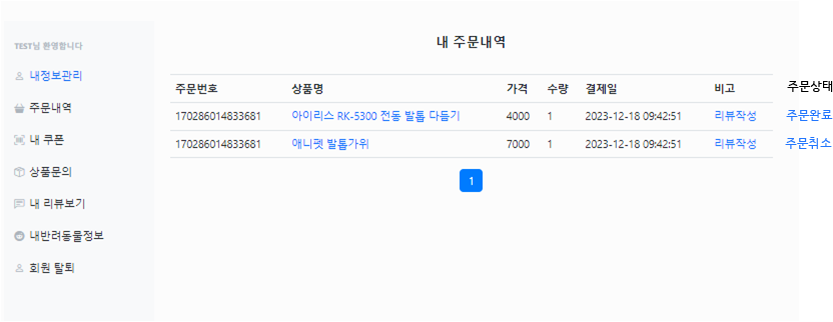 TEST님 환영합니다
내정보관리
주문내역
내 쿠폰
상품문의
내 리뷰보기
내반려동물정보
회원 탈퇴
내 주문내역
주문번호 상품명 가격 수량 결제일 비고 주문상태
170286014833681 아이리스 RK-5300 전동 발톱 다듬기 4000 1 2023-12-18 09:42:51 리뷰작성 주문완료
170286014833681 애니펫 발톱가위 7000 1 2023-12-18 09:42:51 리뷰작성 주문취소
1